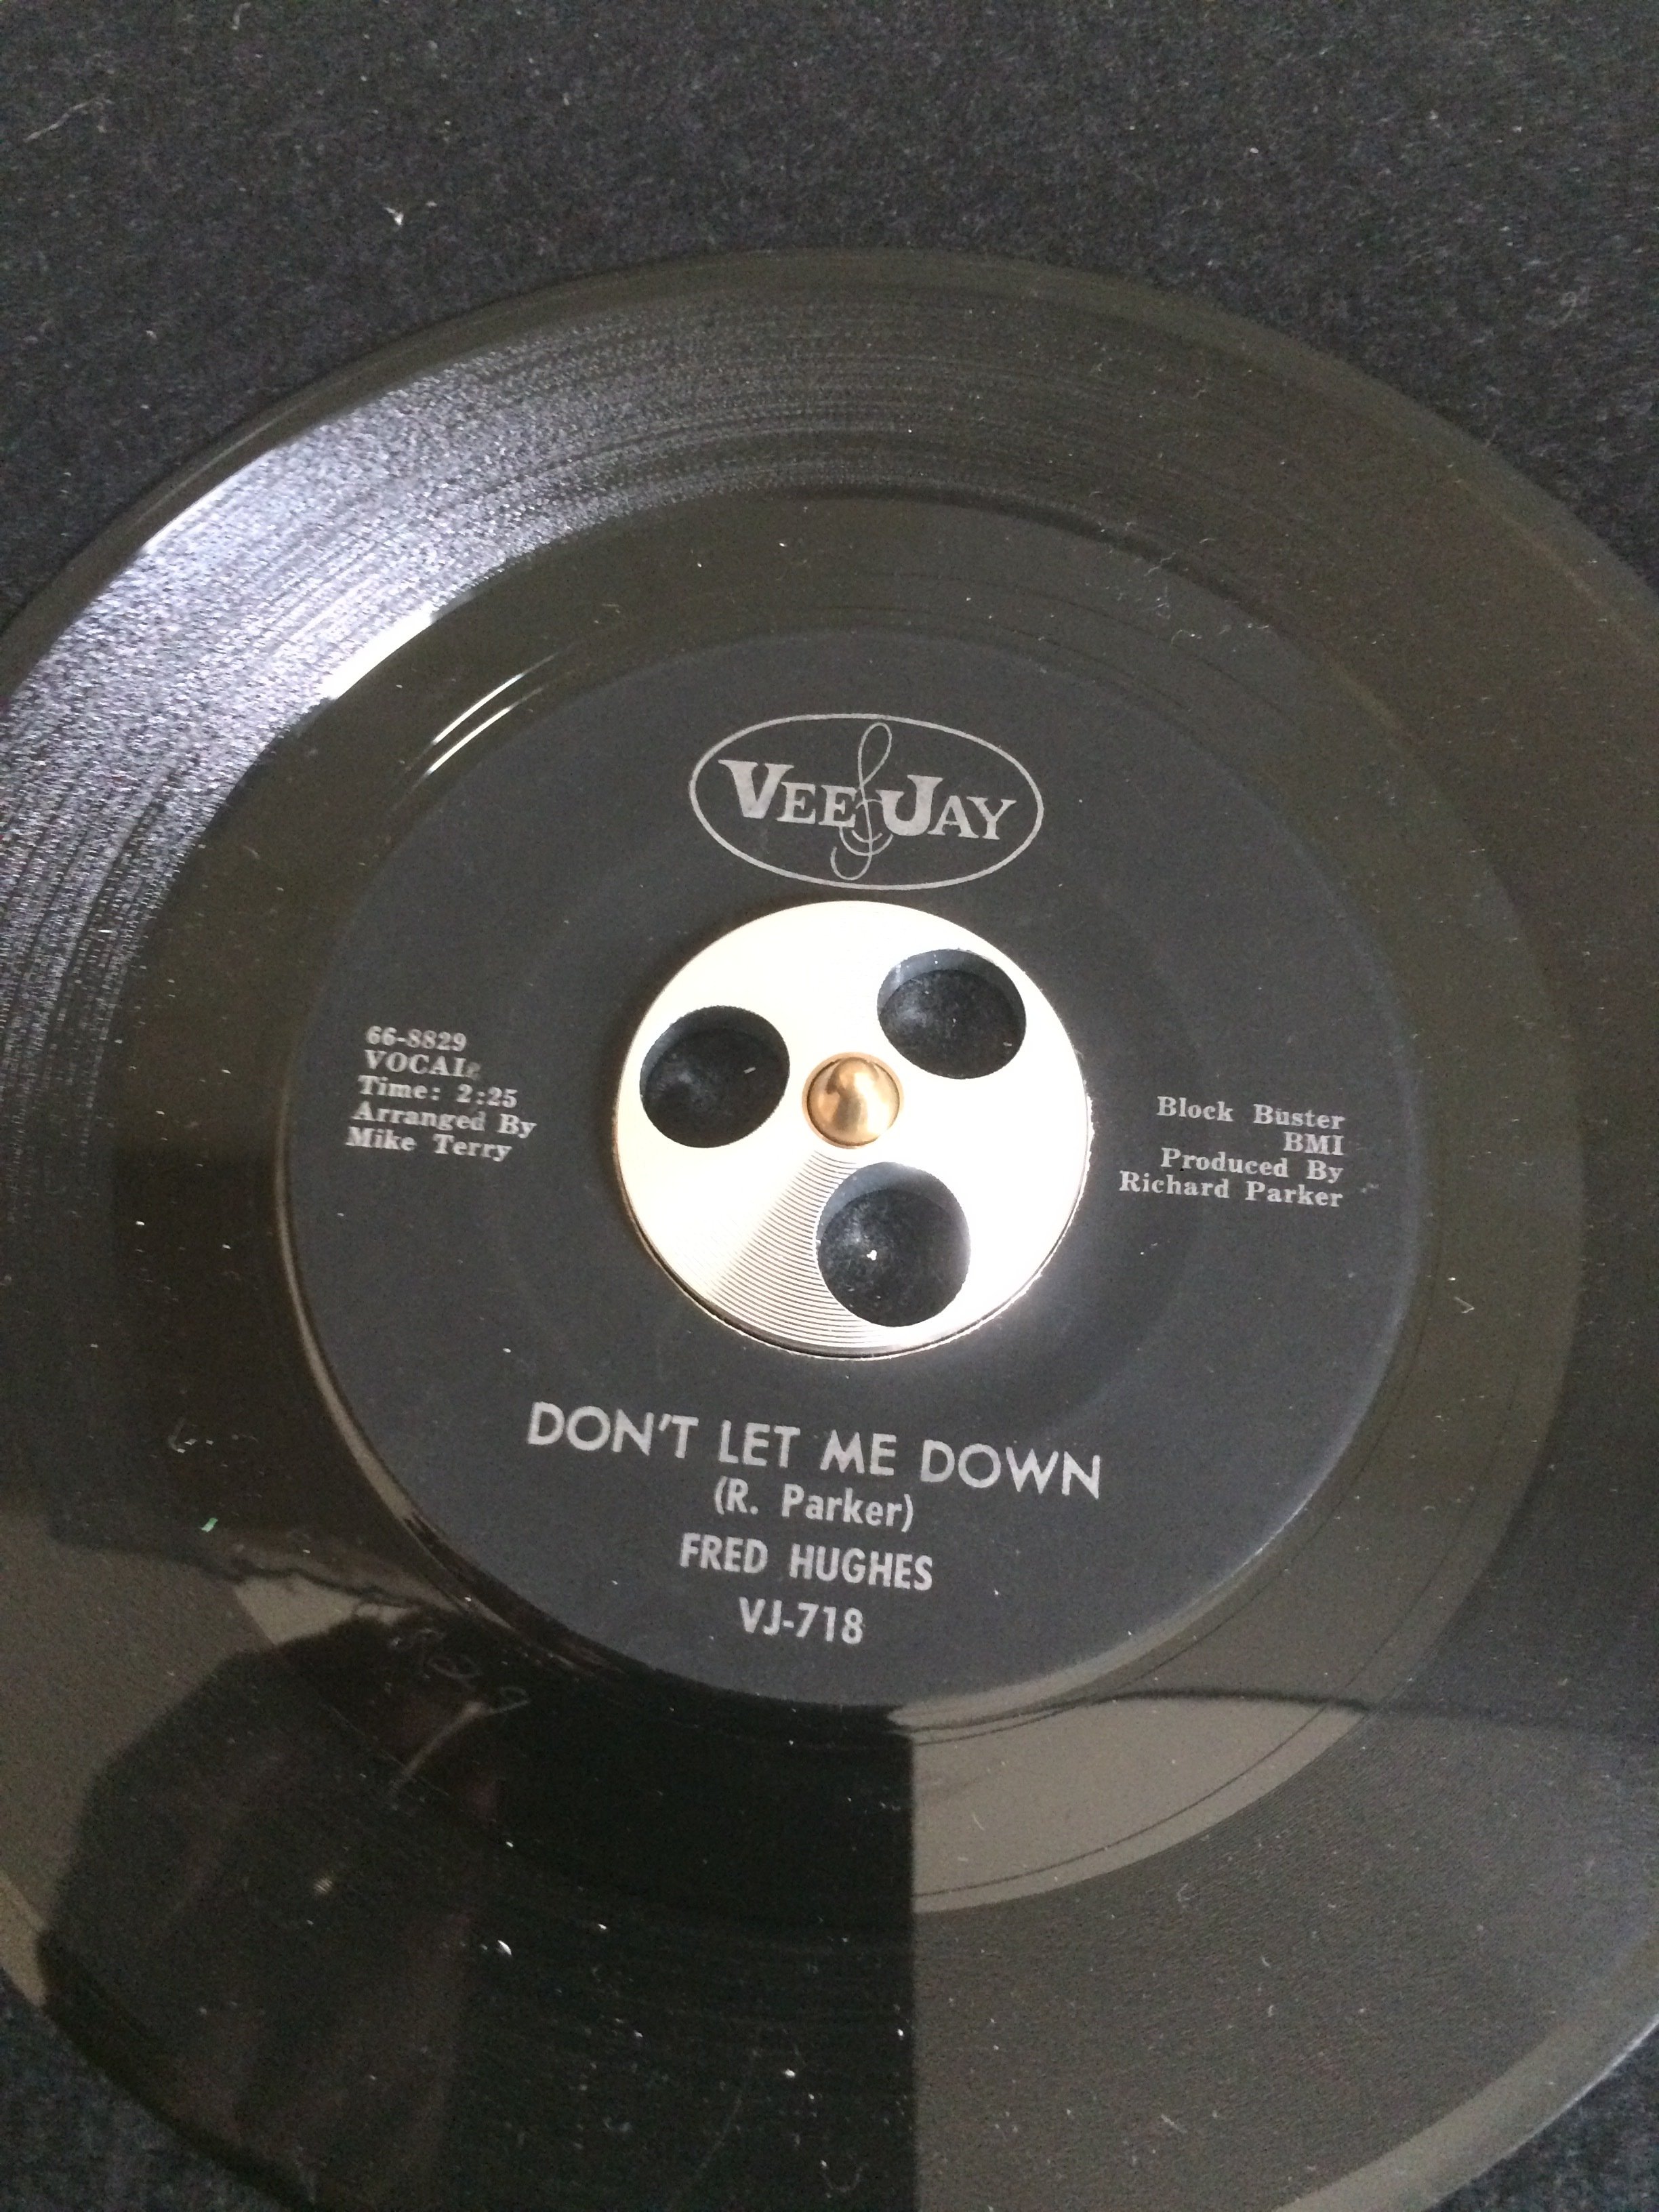 VEE JAY
66-8829
VOCAL
Time: 2:25
Arranged By
Mike Terry
Block Buster
BMI
Produced By
Richard Parker
DON'T LET ME DOWN
(R. Parker)
FRED HUGHES
VJ-718